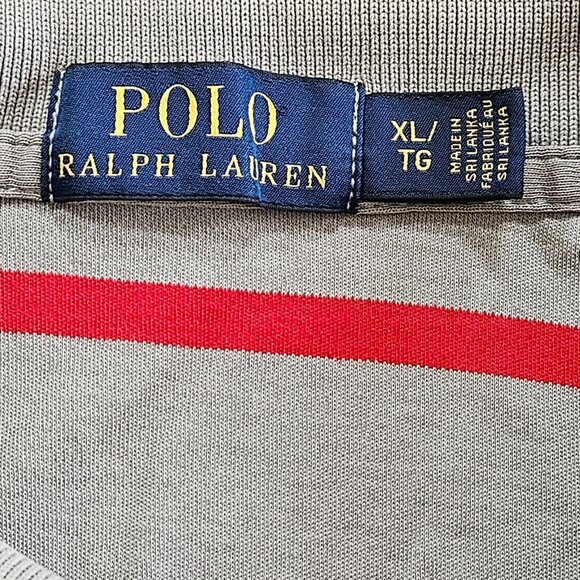 POLO
RALPH LAUREN
XL/
TG
MADE IN
SRI LANKA
FABRIQUÉ AU
SRI LANKA